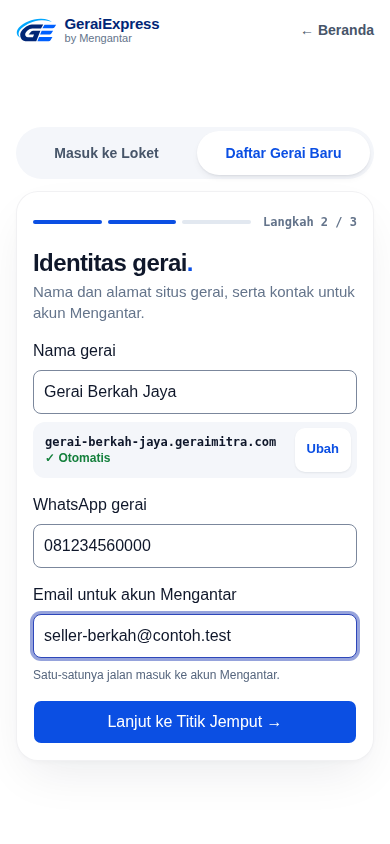 GeraiExpress
by Mengantar
← Beranda
Masuk ke Loket
Daftar Gerai Baru
Langkah 2 / 3
Identitas gerai.
Nama dan alamat situs gerai, serta kontak untuk
akun Mengantar.
Nama gerai
Gerai Berkah Jaya
gerai-berkah-jaya.geraimitra.com
✓ Otomatis
Ubah
WhatsApp gerai
081234560000
Email untuk akun Mengantar
seller-berkah@contoh.test
Satu-satunya jalan masuk ke akun Mengantar.
Lanjut ke Titik Jemput →